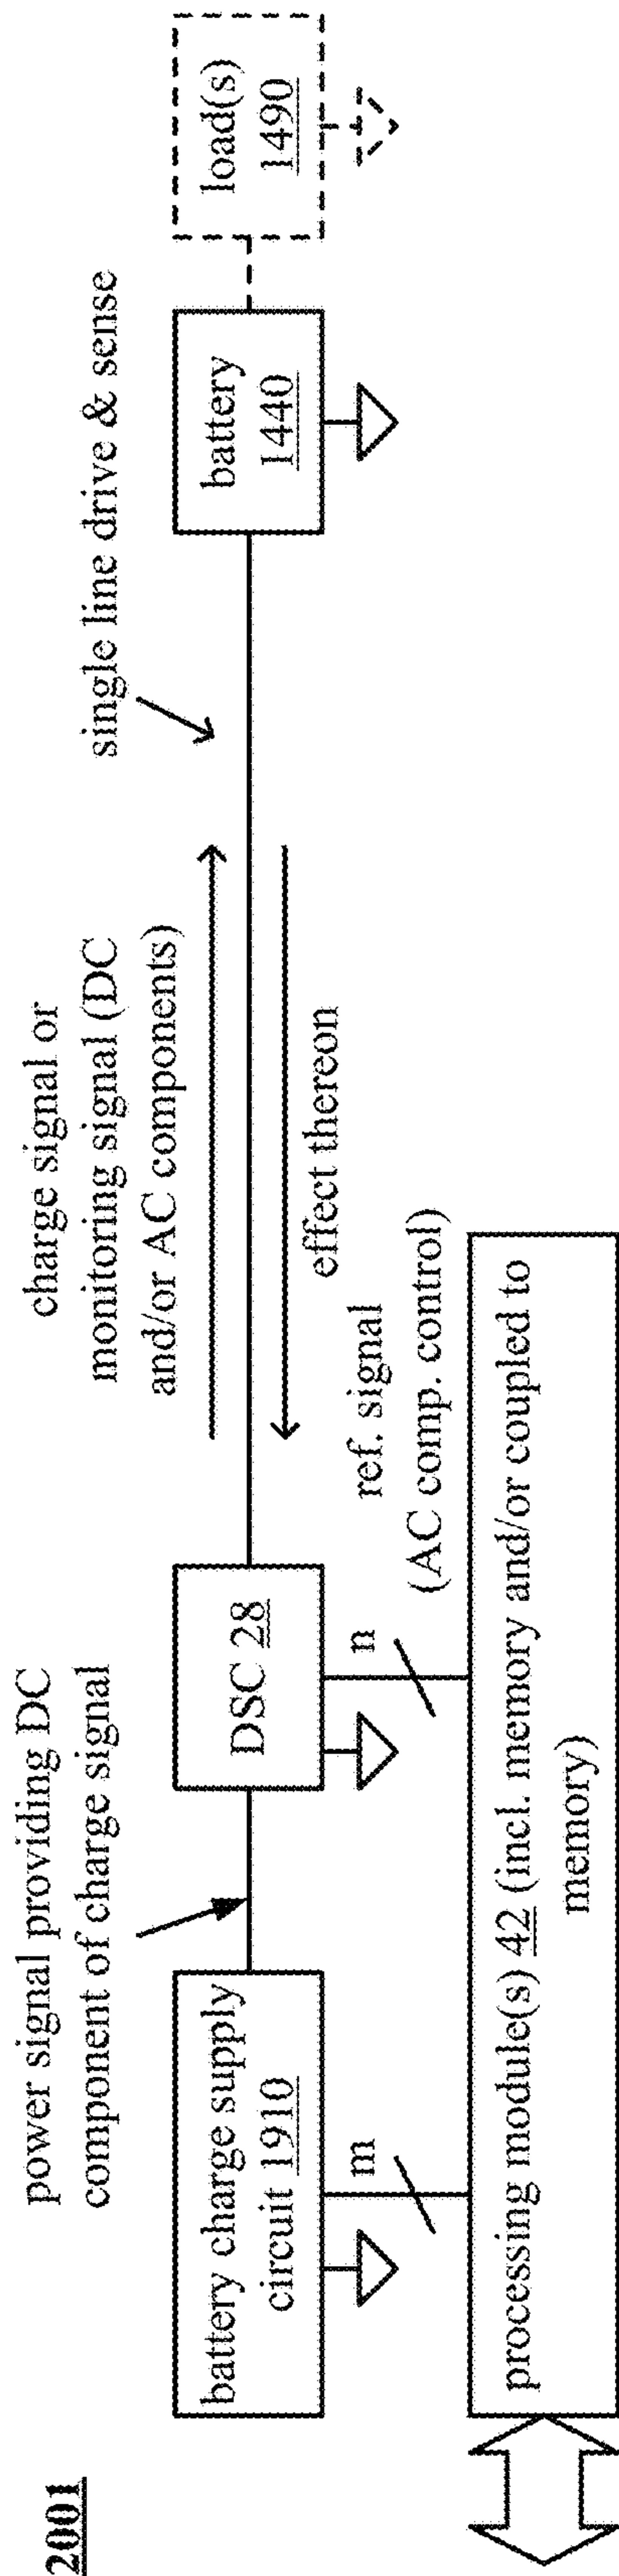 2001
power signal providing DC
component of charge signal
charge signal or
monitoring signal (DC
and/or AC components)
single line drive & sense
battery charge supply
circuit 1910
DSC 28
battery
1440
load(s)
1490
effect thereon
m
n
ref. signal
(AC comp. control)
processing module(s) 42 (incl. memory and/or coupled to
memory)